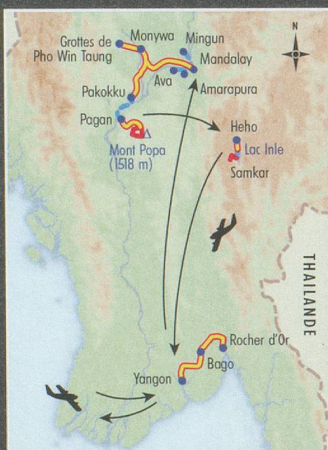 N
Grottes de
Pho Win Taung
Monywa
Mingun
Mandalay
Ava
Amarapura
Pakokku
Pagan
Mont Popa
(1518 m)
Heho
Lac Inle
Samkar
THAILANDE
Rocher d'Or
Bago
Yangon